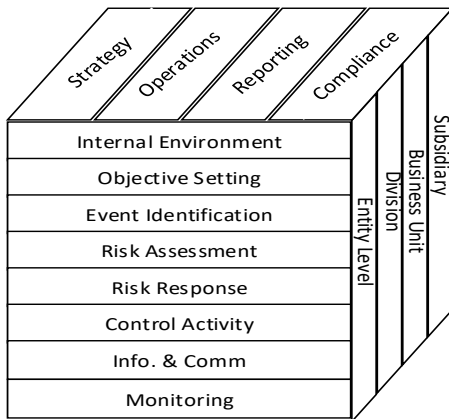 Strategy
Operations
Reporting
Compliance
Internal Environment
Objective Setting
Event Identification
Risk Assessment
Risk Response
Control Activity
Info. & Comm
Monitoring
Entity Level
Division
Business Unit
Subsidiary